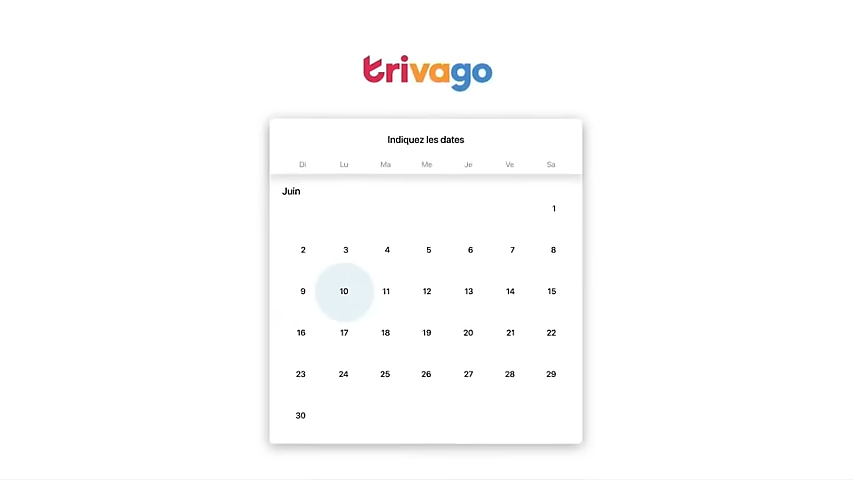 trivago
Indiquez les dates
Di Lu Ma Me Je Ve Sa
Juin
1
2 3 4 5 6 7 8
9 10 11 12 13 14 15
16 17 18 19 20 21 22
23 24 25 26 27 28 29
30